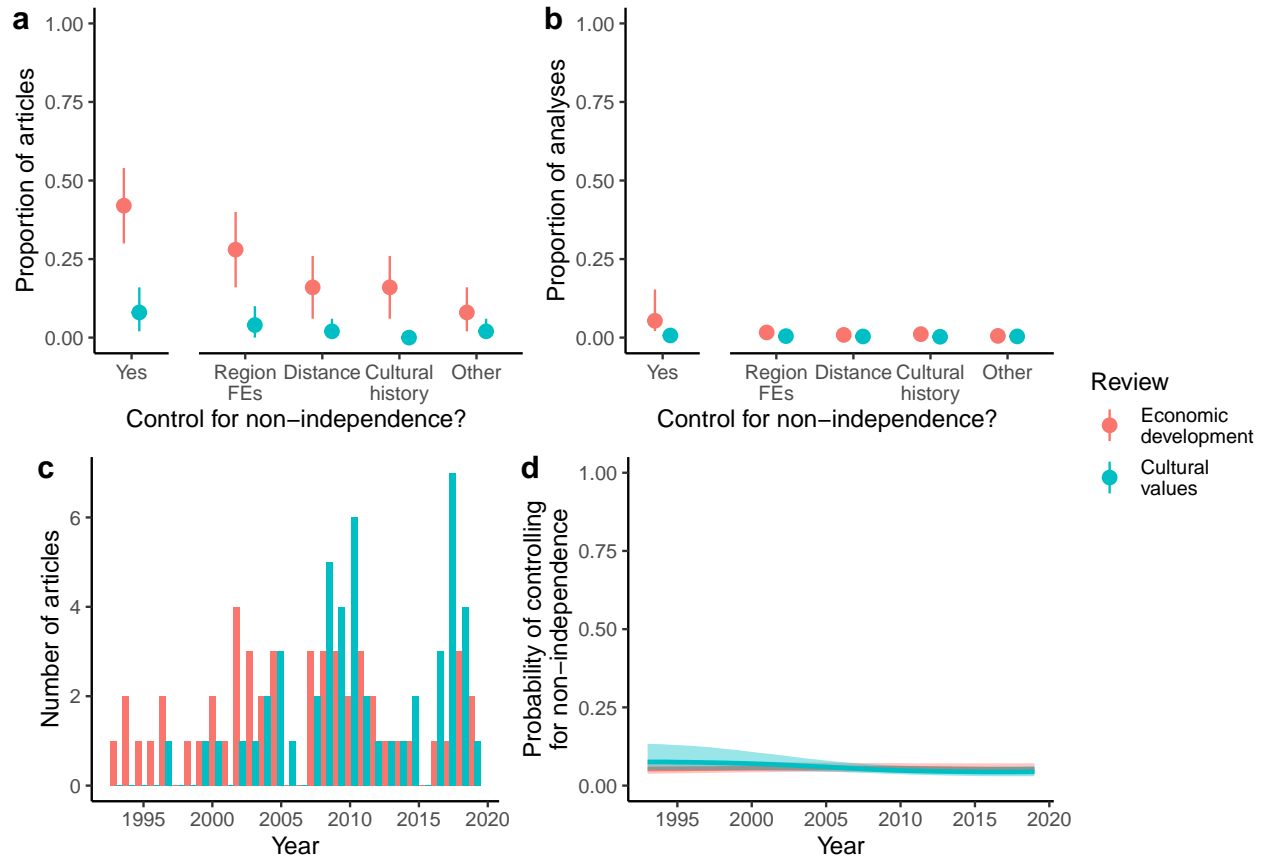 a
1.00
0.75
0.50
0.25
0.00
Proportion of articles
Yes
Region
FEs
Distance
Cultural
history
Other
Control for non−independence?
b
1.00
0.75
0.50
0.25
0.00
Proportion of analyses
Yes
Region
FEs
Distance
Cultural
history
Other
Control for non−independence?
Review
Economic
development
Cultural
values
c
6
4
2
0
Number of articles
1995
2000
2005
2010
2015
2020
Year
d
1.00
0.75
0.50
0.25
0.00
Probability of controlling
for non−independence
1995
2000
2005
2010
2015
2020
Year